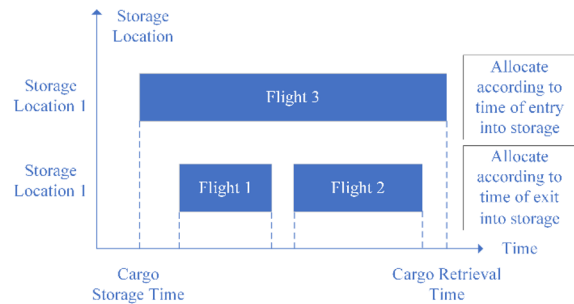 Storage
Location
Storage
Location 1
Flight 3
Allocate
according to
time of entry
into storage
Storage
Location 1
Flight 1
Flight 2
Allocate
according to
time of exit
into storage
Time
Cargo
Storage Time
Cargo Retrieval
Time